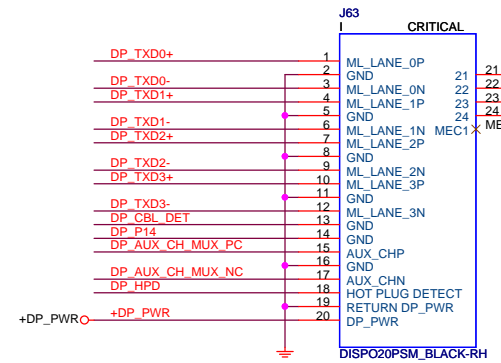 J63
I CRITICAL
DP_TXD0+ 1 ML_LANE_0P
2 GND 21 21
DP_TXD0- 3 ML_LANE_0N 22 22
DP_TXD1+ 4 ML_LANE_1P 23 23
5 GND 24 24
DP_TXD1- 6 ML_LANE_1N MEC1 ME
DP_TXD2+ 7 ML_LANE_2P
8 GND
DP_TXD2- 9 ML_LANE_2N
DP_TXD3+ 10 ML_LANE_3P
11 GND
DP_TXD3- 12 ML_LANE_3N
DP_CBL_DET 13 GND
DP_P14 14 GND
DP_AUX_CH_MUX_PC 15 AUX_CHP
16 GND
DP_AUX_CH_MUX_NC 17 AUX_CHN
DP_HPD 18 HOT PLUG DETECT
19 RETURN DP_PWR
+DP_PWR +DP_PWR 20 DP_PWR
DISPO20PSM_BLACK-RH